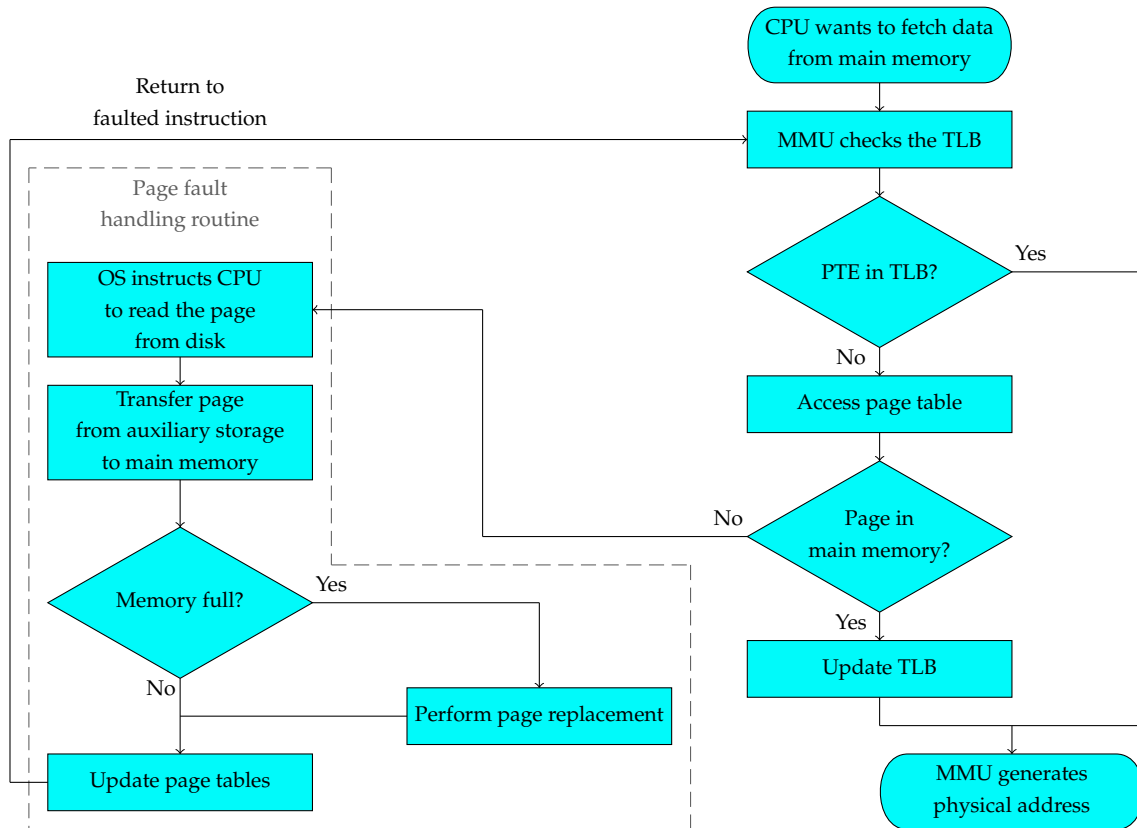 CPU wants to fetch data
from main memory
Return to
faulted instruction
MMU checks the TLB
Page fault
handling routine
PTE in TLB?
Yes
No
OS instructs CPU
to read the page
from disk
Access page table
Transfer page
from auxiliary storage
to main memory
No
Page in
main memory?
Yes
Memory full?
Yes
No
Update TLB
Perform page replacement
Update page tables
MMU generates
physical address